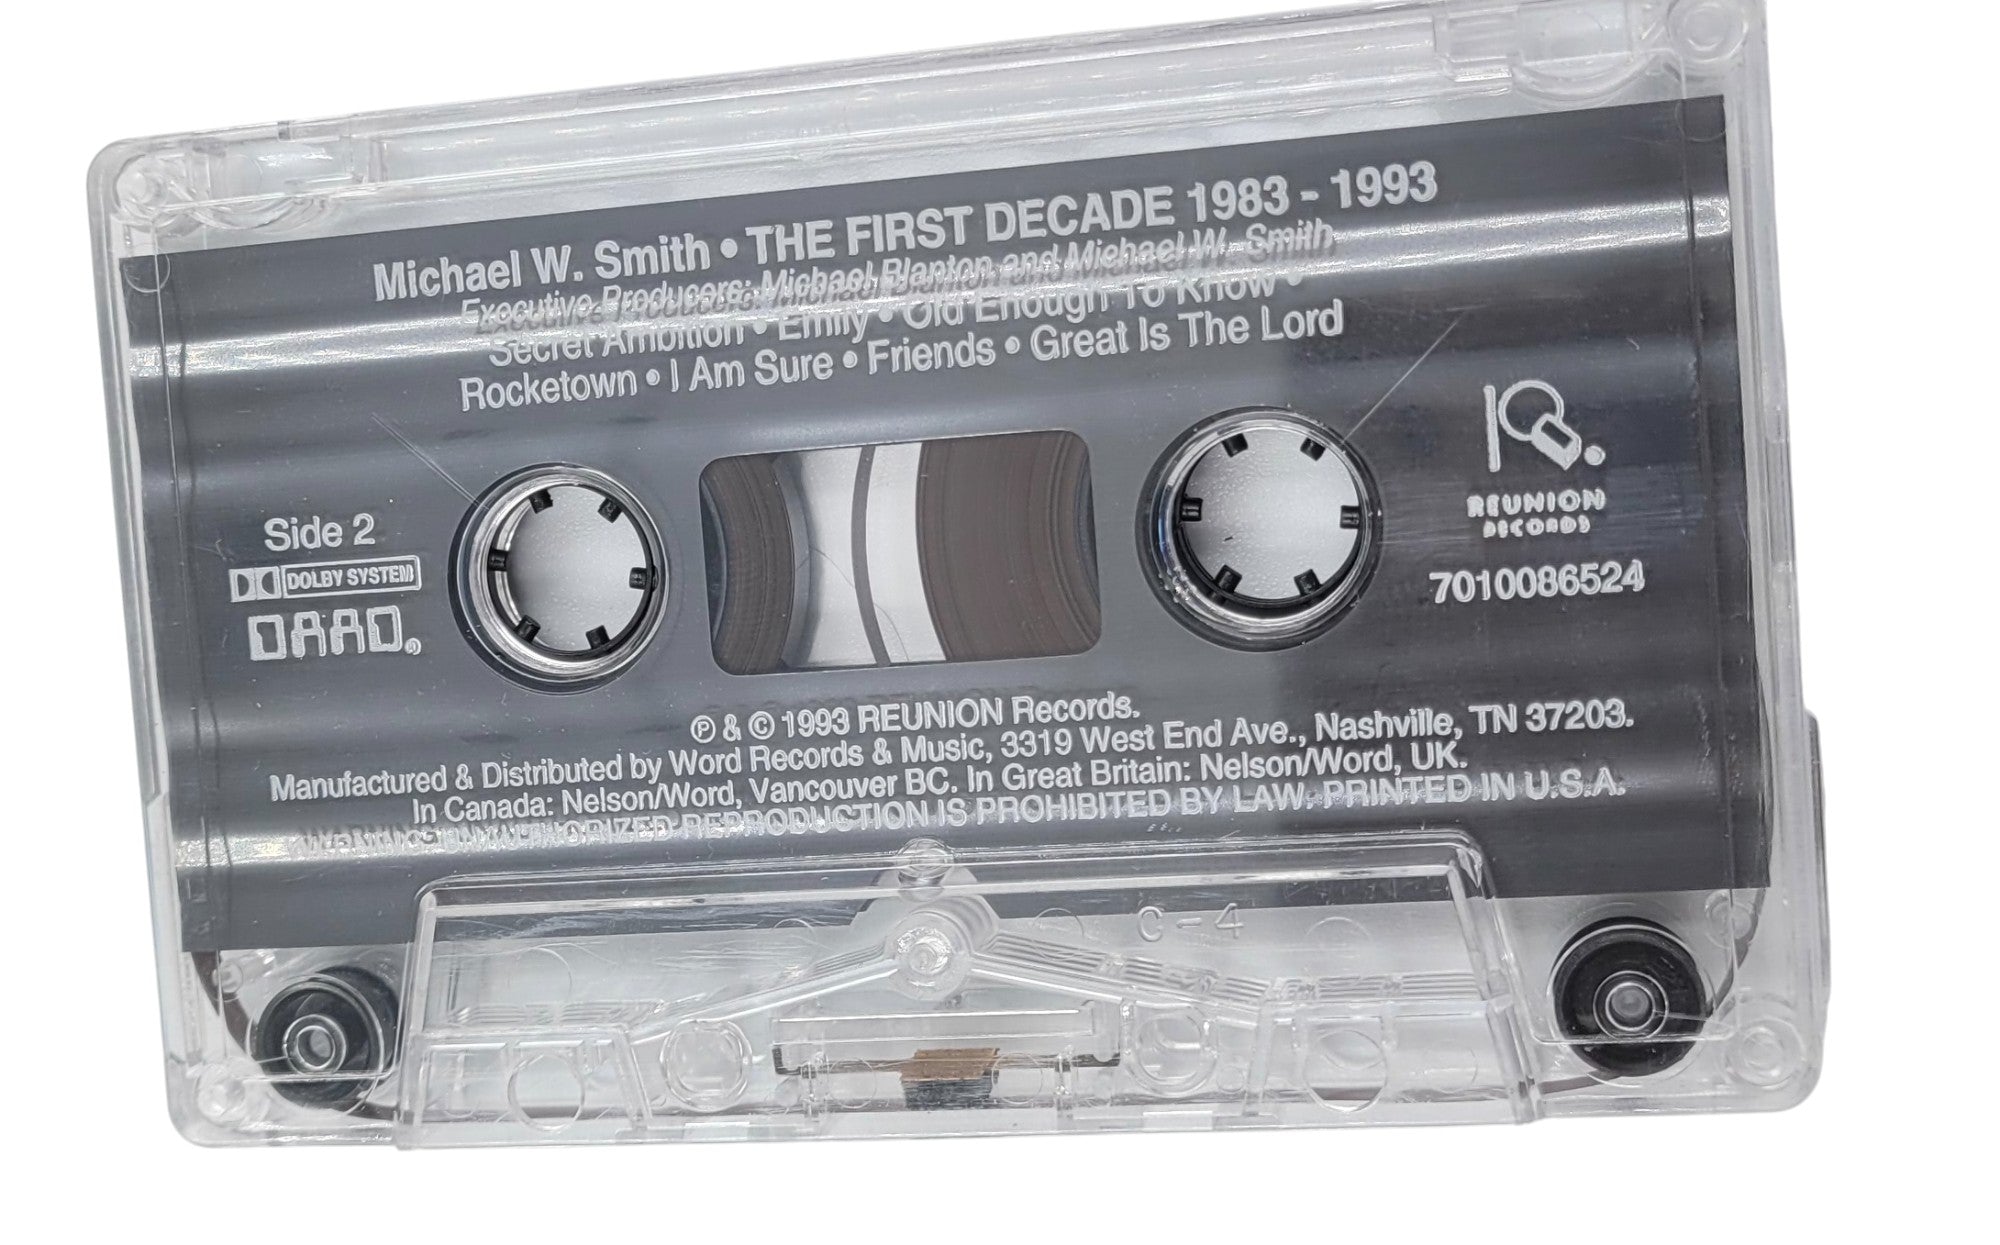 Michael W. Smith • THE FIRST DECADE 1983 - 1993
Executive Producers: Michael Blanton and Michael W. Smith
Secret Ambition • Emily • Old Enough To Know •
Rocketown • I Am Sure • Friends • Great Is The Lord
Side 2
DOLBY SYSTEM
DAAD®
REUNION
RECORDS
7010086524
℗ & © 1993 REUNION Records.
Manufactured & Distributed by Word Records & Music, 3319 West End Ave., Nashville, TN 37203.
In Canada: Nelson/Word, Vancouver BC. In Great Britain: Nelson/Word, UK.
WARNING: UNAUTHORIZED REPRODUCTION IS PROHIBITED BY LAW. PRINTED IN U.S.A.
C-4